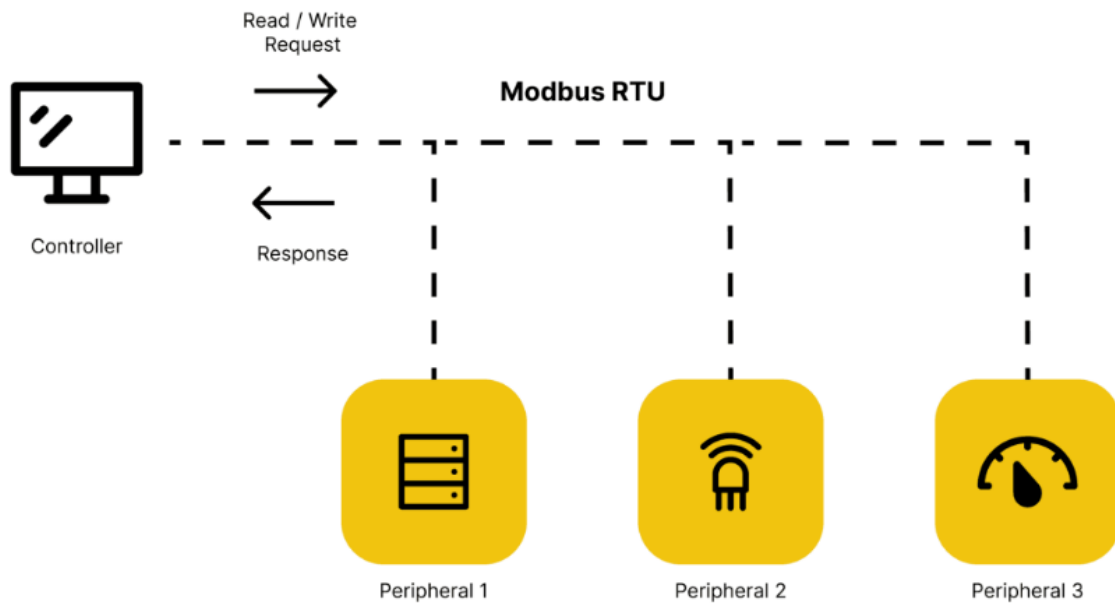 Read / Write
Request
Modbus RTU
Controller
Response
Peripheral 1
Peripheral 2
Peripheral 3